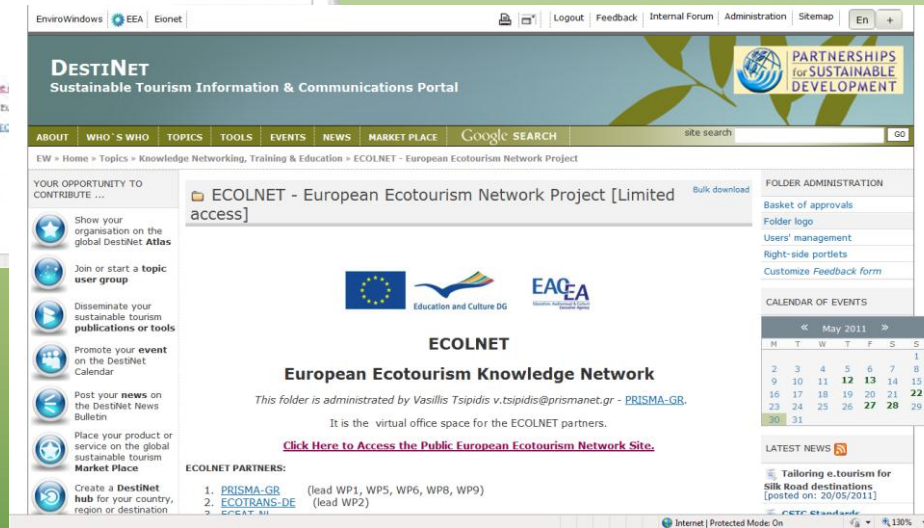 EnviroWindows EEA Eionet
Logout Feedback Internal Forum Administration Sitemap En +
DESTINET
Sustainable Tourism Information & Communications Portal
PARTNERSHIPS
for SUSTAINABLE
DEVELOPMENT
ABOUT WHO`S WHO TOPICS TOOLS EVENTS NEWS MARKET PLACE Google SEARCH site search GO
EW » Home » Topics » Knowledge Networking, Training & Education » ECOLNET - European Ecotourism Network Project
YOUR OPPORTUNITY TO
CONTRIBUTE ...
Show your
organisation on the
global DestiNet Atlas
Join or start a topic
user group
Disseminate your
sustainable tourism
publications or tools
Promote your event
on the DestiNet
Calendar
Post your news on
the DestiNet News
Bulletin
Place your product or
service on the global
sustainable tourism
Market Place
Create a DestiNet
hub for your country,
region or destination
ECOLNET - European Ecotourism Network Project [Limited
access]
Bulk download
Education and Culture DG
EACEA
ECOLNET
European Ecotourism Knowledge Network
This folder is administrated by Vasillis Tsipidis v.tsipidis@prismanet.gr - PRISMA-GR.
It is the virtual office space for the ECOLNET partners.
Click Here to Access the Public European Ecotourism Network Site.
ECOLNET PARTNERS:
1. PRISMA-GR (lead WP1, WP5, WP6, WP8, WP9)
2. ECOTRANS-DE (lead WP2)
3. ECEAT-NL
FOLDER ADMINISTRATION
Basket of approvals
Folder logo
Users' management
Right-side portlets
Customize Feedback form
CALENDAR OF EVENTS
« May 2011 »
M T W T F S S
1
2 3 4 5 6 7 8
9 10 11 12 13 14 15
16 17 18 19 20 21 22
23 24 25 26 27 28 29
30 31
LATEST NEWS
Tailoring e.tourism for
Silk Road destinations
[posted on: 20/05/2011]
GSTC Standards
Internet | Protected Mode: On 130%